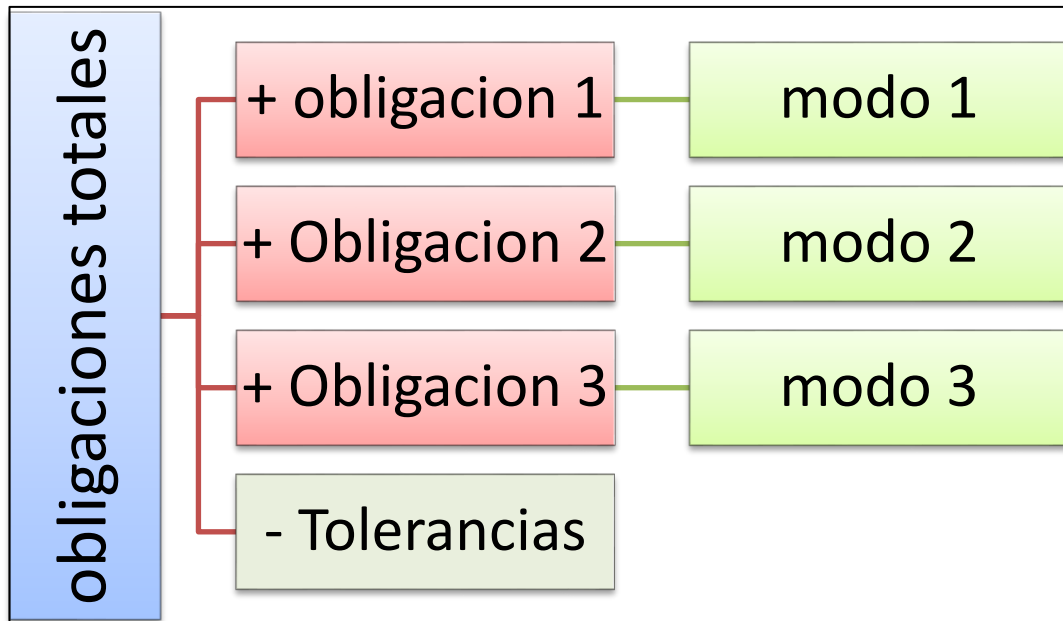 obligaciones totales
+ obligacion 1
modo 1
+ Obligacion 2
modo 2
+ Obligacion 3
modo 3
- Tolerancias